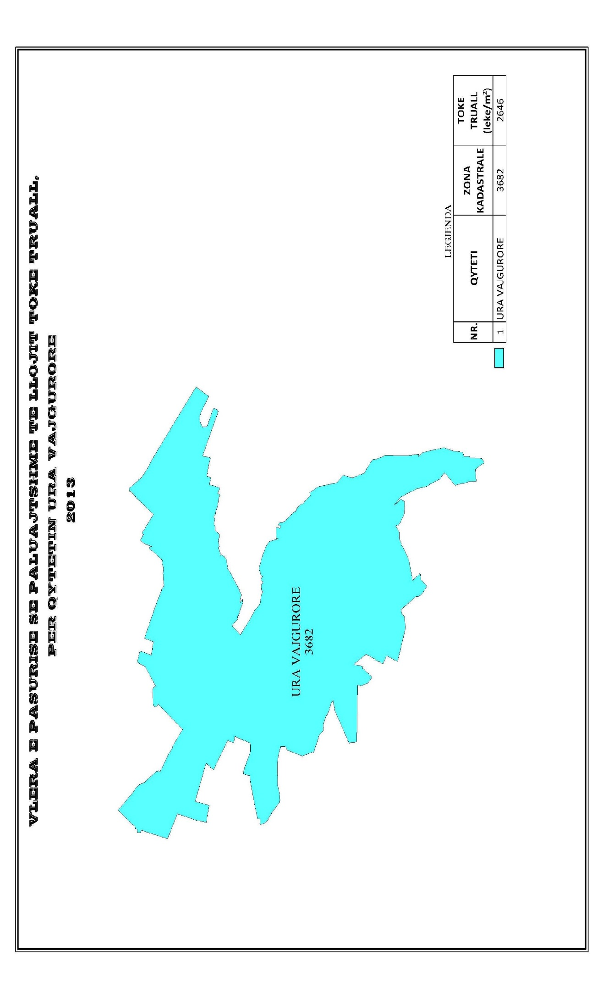 VLERA E PASURISE SE PALUAJTSHME TE LLOJIT TOKE TRUALL,
PER QYTETIN URA VAJGURORE
2013
URA VAJGURORE
3682
LEGJENDA
NR. QYTETI ZONA KADASTRALE TOKE TRUALL (leke/m²)
1 URA VAJGURORE 3682 2646